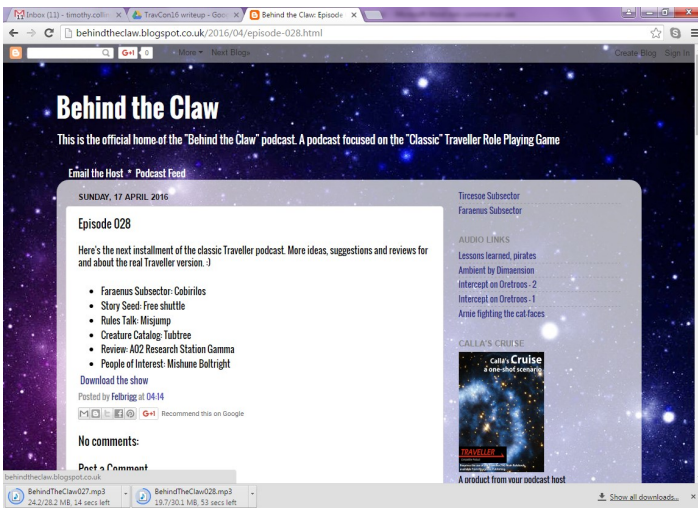 Inbox (11) - timothy.collin
TravCon16 writeup - Goo
Behind the Claw: Episode
behindtheclaw.blogspot.co.uk/2016/04/episode-028.html
G+1 0 More Next Blog» Create Blog Sign In
Behind the Claw
This is the official home of the "Behind the Claw" podcast. A podcast focused on the "Classic" Traveller Role Playing Game
Email the Host * Podcast Feed
SUNDAY, 17 APRIL 2016
Episode 028
Here's the next installment of the classic Traveller podcast. More ideas, suggestions and reviews for
and about the real Traveller version. :)
Faraenus Subsector: Cobirilos
Story Seed: Free shuttle
Rules Talk: Misjump
Creature Catalog: Tubtree
Review: A02 Research Station Gamma
People of Interest: Mishune Boltright
Download the show
Posted by Felbrigg at 04:14
G+1 Recommend this on Google
No comments:
Post a Comment
Tircesoe Subsector
Faraenus Subsector
AUDIO LINKS
Lessons learned, pirates
Ambient by Dimaension
Intercept on Oretroos - 2
Intercept on Oretroos - 1
Arnie fighting the cat-faces
CALLA'S CRUISE
Calla's Cruise
a one-shot scenario
TRAVELLER
A product from your podcast host
behindtheclaw.blogspot.co.uk
BehindTheClaw027.mp3
24.2/28.2 MB, 14 secs left
BehindTheClaw028.mp3
19.7/30.1 MB, 53 secs left
Show all downloads...